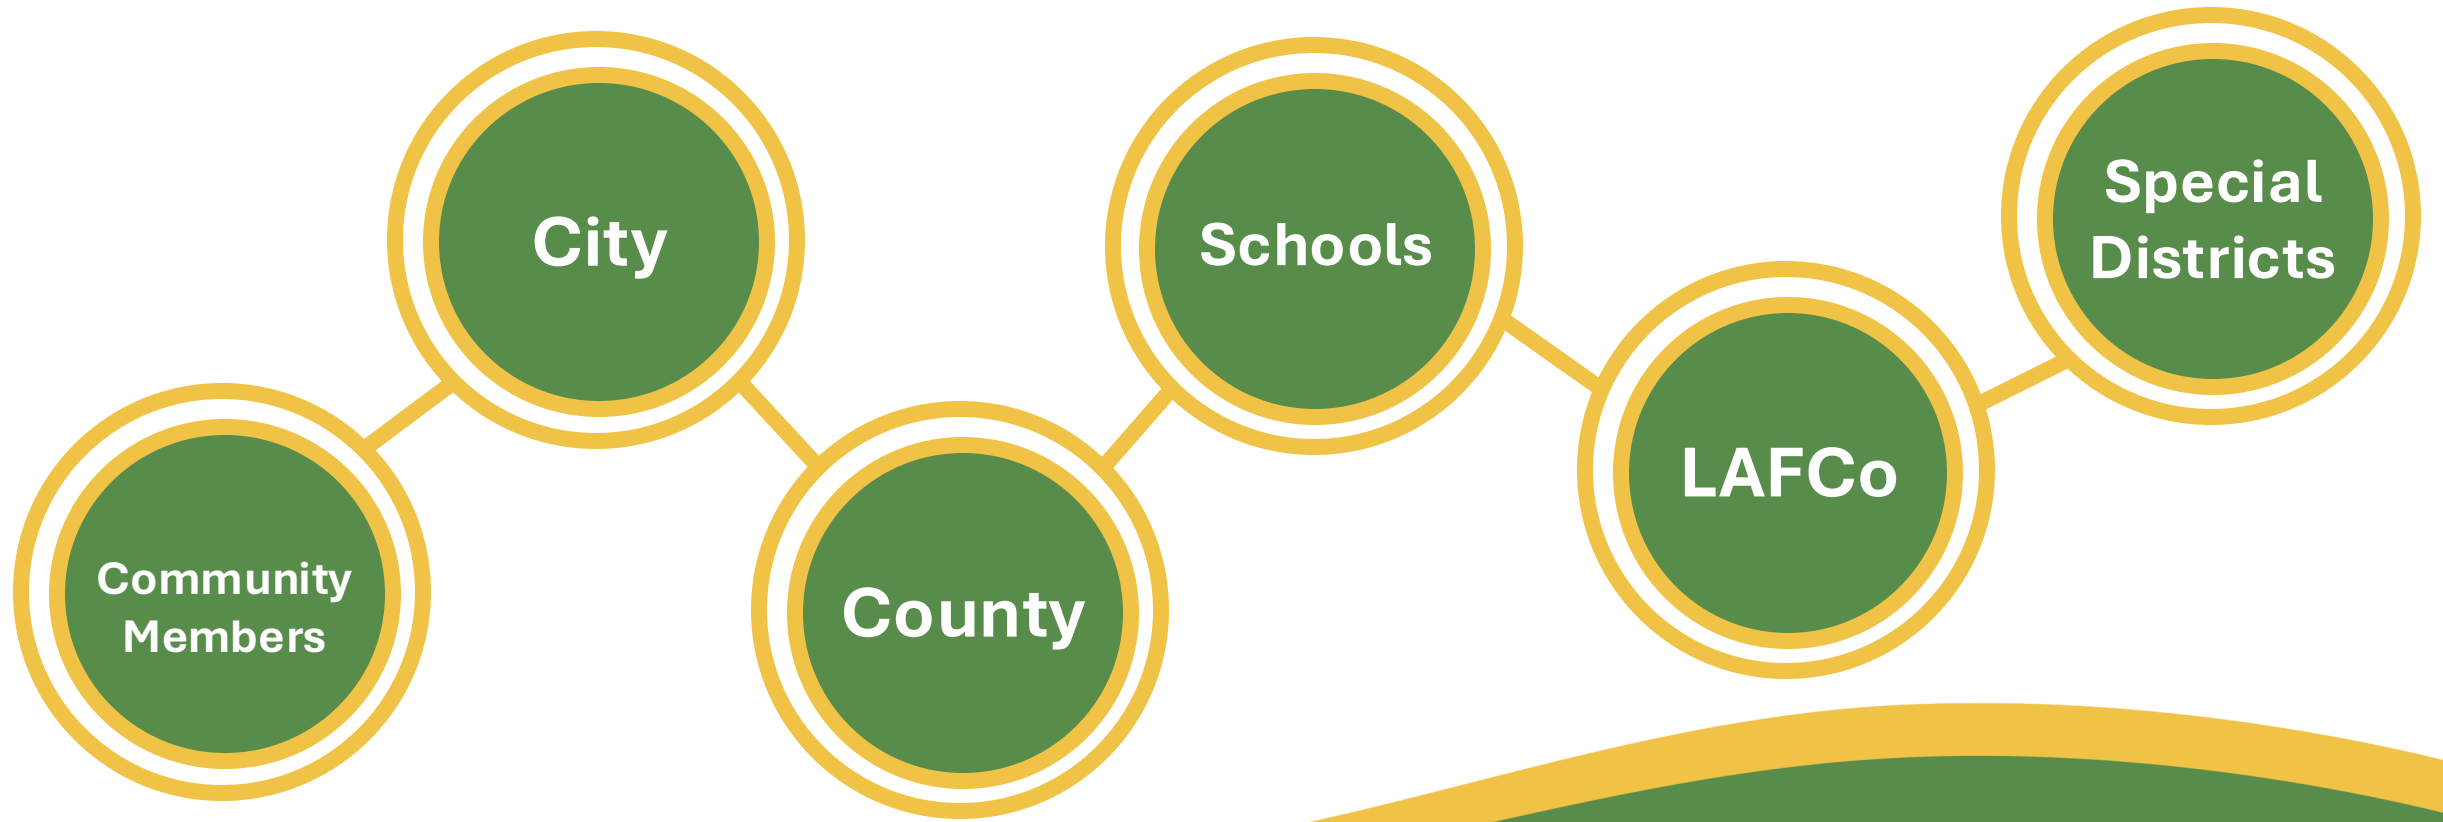 Community
Members
City
County
Schools
LAFCo
Special
Districts